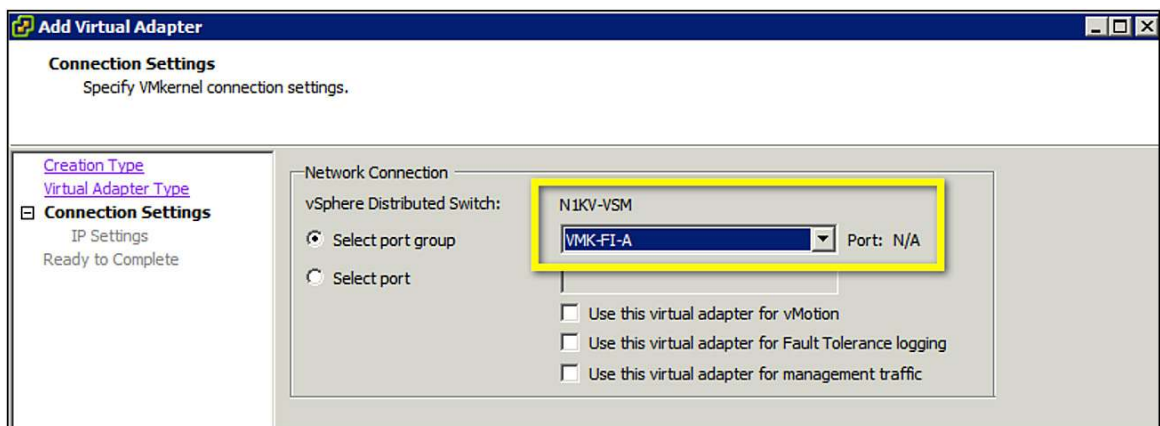 Add Virtual Adapter
Connection Settings
Specify VMkernel connection settings.
Creation Type
Virtual Adapter Type
Connection Settings
IP Settings
Ready to Complete
Network Connection
vSphere Distributed Switch: N1KV-VSM
Select port group VMK-FI-A Port: N/A
Select port
Use this virtual adapter for vMotion
Use this virtual adapter for Fault Tolerance logging
Use this virtual adapter for management traffic